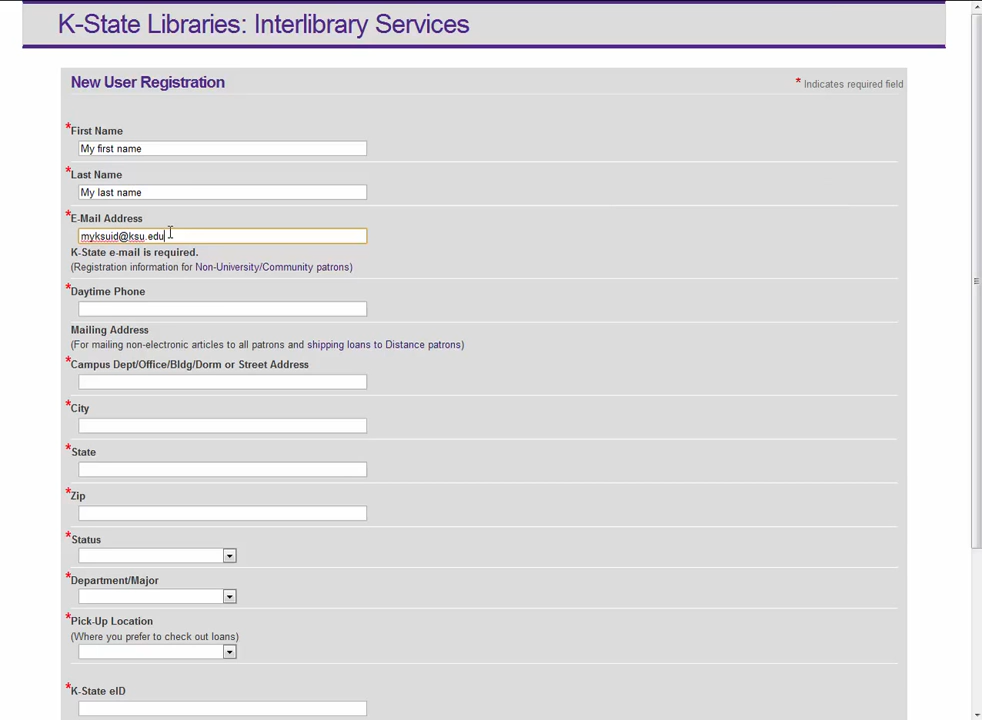 K-State Libraries: Interlibrary Services
New User Registration
* Indicates required field
*First Name
My first name
*Last Name
My last name
*E-Mail Address
myksuid@ksu.edu
K-State e-mail is required.
(Registration information for Non-University/Community patrons)
*Daytime Phone
Mailing Address
(For mailing non-electronic articles to all patrons and shipping loans to Distance patrons)
*Campus Dept/Office/Bldg/Dorm or Street Address
*City
*State
*Zip
*Status
*Department/Major
*Pick-Up Location
(Where you prefer to check out loans)
*K-State eID